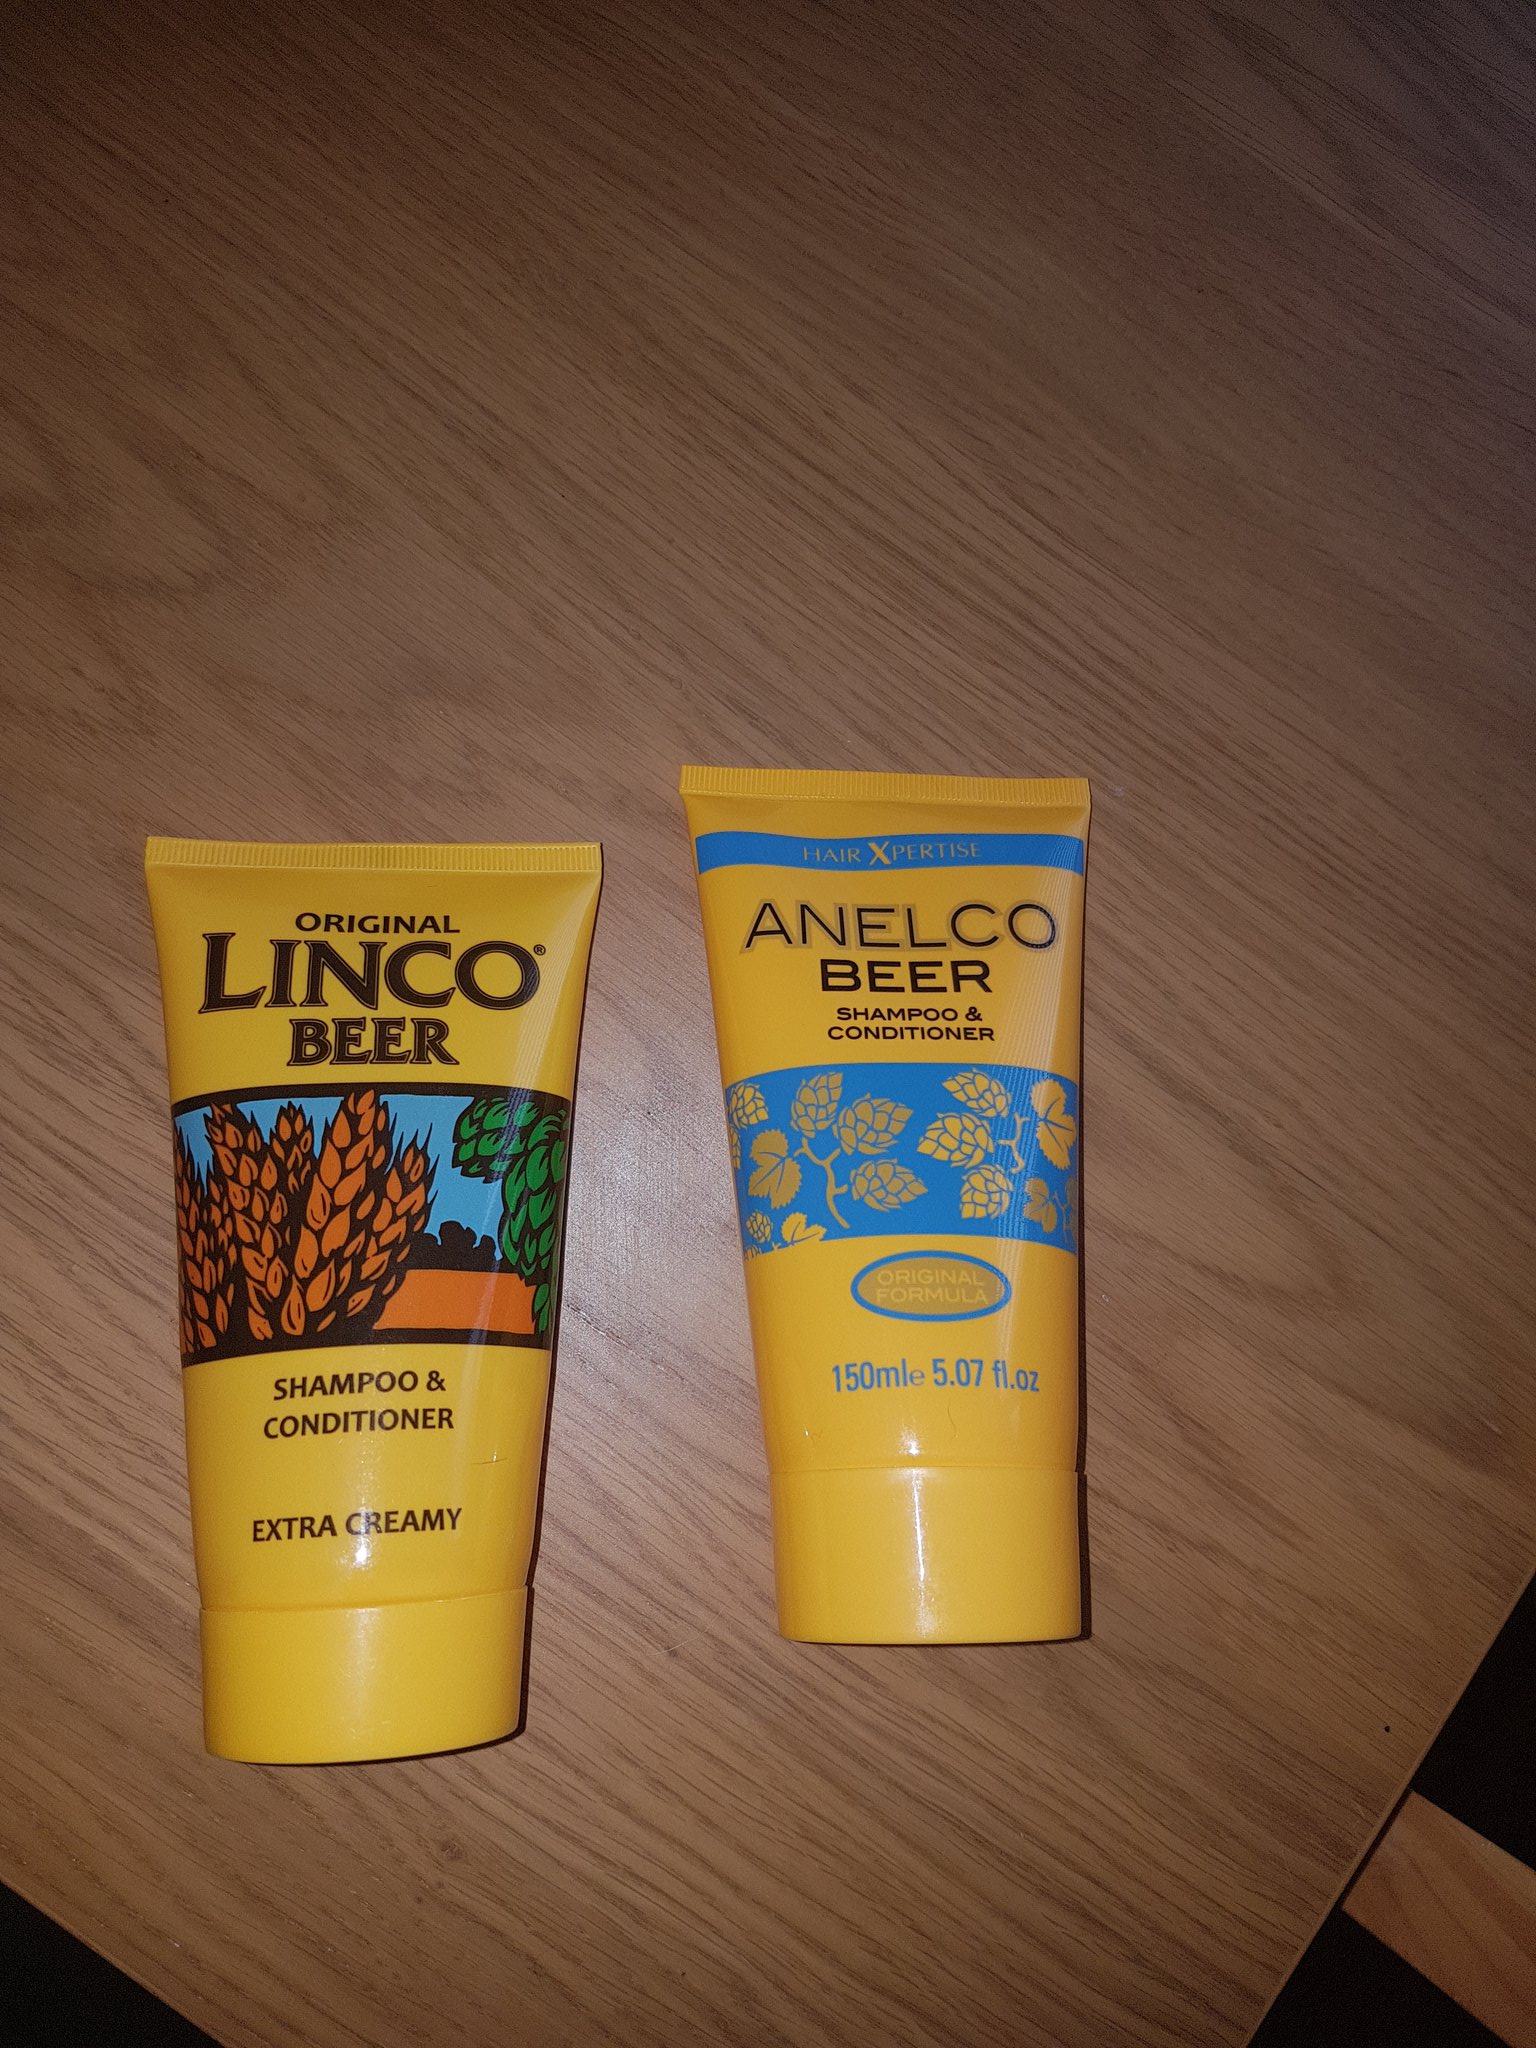 ORIGINAL
LINCO®
BEER
SHAMPOO &
CONDITIONER
EXTRA CREAMY
HAIR XPERTISE
ANELCO
BEER
SHAMPOO &
CONDITIONER
ORIGINAL
FORMULA
150ml℮ 5.07 fl.oz